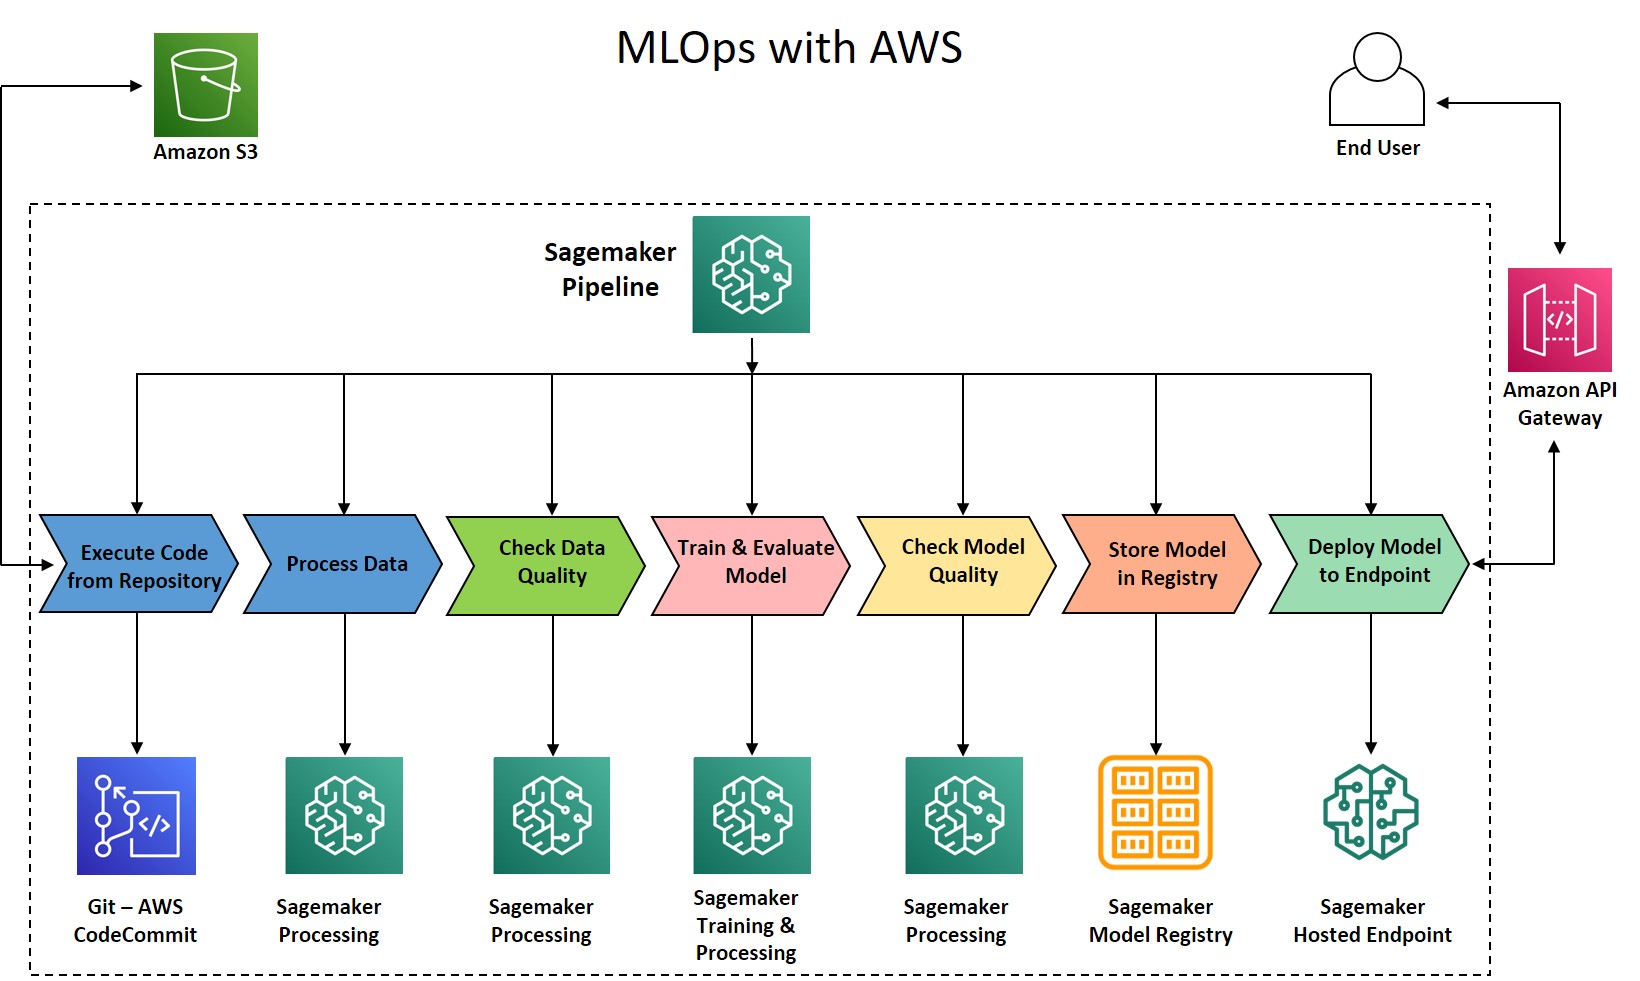 MLOps with AWS
Amazon S3
End User
Sagemaker
Pipeline
Amazon API
Gateway
Execute Code
from Repository
Process Data
Check Data
Quality
Train & Evaluate
Model
Check Model
Quality
Store Model
in Registry
Deploy Model
to Endpoint
Git – AWS
CodeCommit
Sagemaker
Processing
Sagemaker
Processing
Sagemaker
Training &
Processing
Sagemaker
Processing
Sagemaker
Model Registry
Sagemaker
Hosted Endpoint